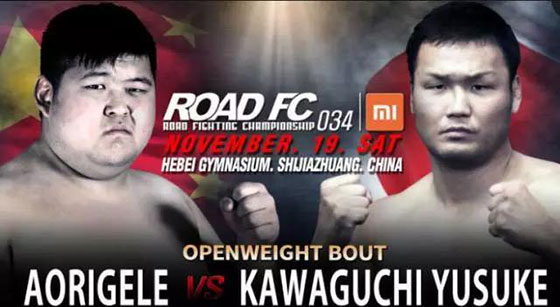 ROAD FC 034 MI
ROAD FIGHTING CHAMPIONSHIP
NOVEMBER. 19. SAT
HEBEI GYMNASIUM. SHIJIAZHUANG. CHINA
OPENWEIGHT BOUT
AORIGELE VS KAWAGUCHI YUSUKE